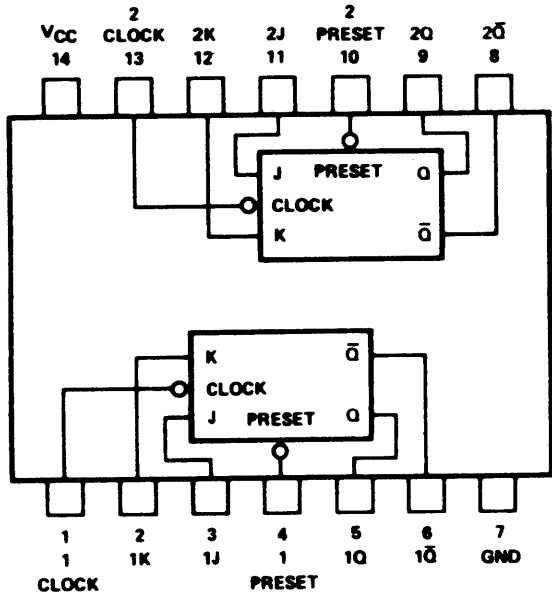 2 2
VCC CLOCK 2K 2J PRESET 2Q 2Q̅
14 13 12 11 10 9 8
J PRESET Q
CLOCK
K Q̅
K Q̅
CLOCK
J PRESET Q
1 2 3 4 5 6 7
1 1K 1J 1 1Q 1Q̅ GND
CLOCK PRESET